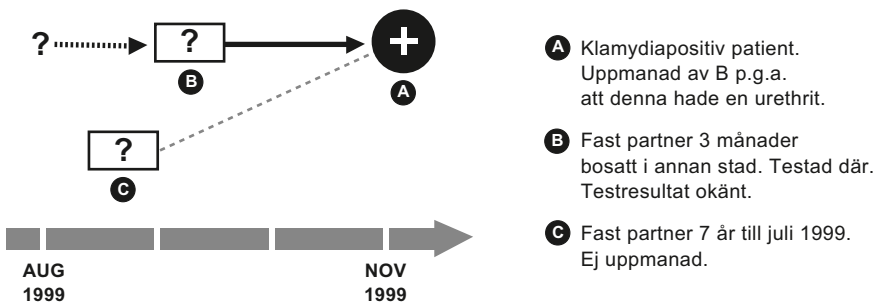 ? ? +
B
A
?
C
AUG
1999
NOV
1999
A Klamydiapositiv patient.
Uppmanad av B p.g.a.
att denna hade en urethrit.
B Fast partner 3 månader
bosatt i annan stad. Testad där.
Testresultat okänt.
C Fast partner 7 år till juli 1999.
Ej uppmanad.